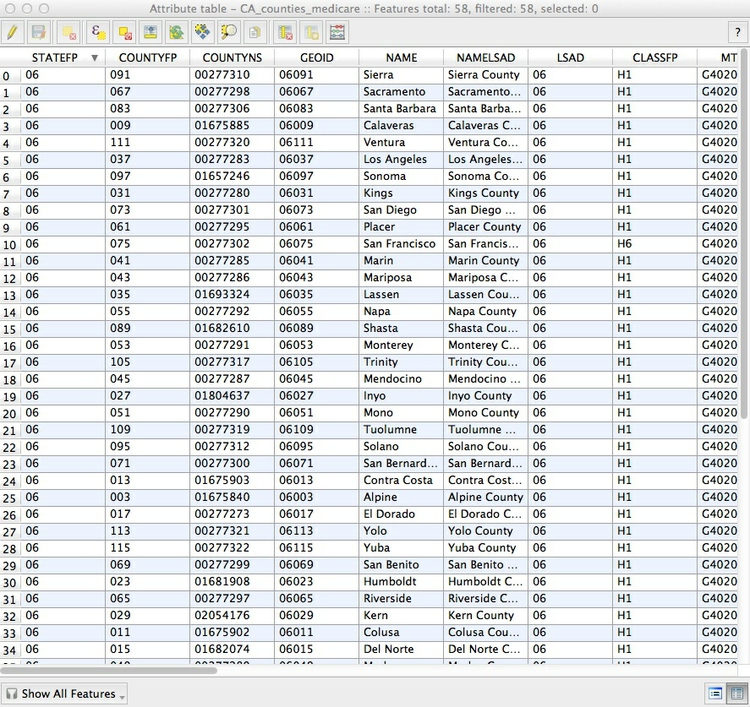 Attribute table - CA_counties_medicare :: Features total: 58, filtered: 58, selected: 0
?
STATEFP ▼ COUNTYFP COUNTYNS GEOID NAME NAMELSAD LSAD CLASSFP MT
0 06 091 00277310 06091 Sierra Sierra County 06 H1 G4020
1 06 067 00277298 06067 Sacramento Sacramento... 06 H1 G4020
2 06 083 00277306 06083 Santa Barbara Santa Barba... 06 H1 G4020
3 06 009 01675885 06009 Calaveras Calaveras C... 06 H1 G4020
4 06 111 00277320 06111 Ventura Ventura Co... 06 H1 G4020
5 06 037 00277283 06037 Los Angeles Los Angeles... 06 H1 G4020
6 06 097 01657246 06097 Sonoma Sonoma Co... 06 H1 G4020
7 06 031 00277280 06031 Kings Kings County 06 H1 G4020
8 06 073 00277301 06073 San Diego San Diego ... 06 H1 G4020
9 06 061 00277295 06061 Placer Placer County 06 H1 G4020
10 06 075 00277302 06075 San Francisco San Francis... 06 H6 G4020
11 06 041 00277285 06041 Marin Marin County 06 H1 G4020
12 06 043 00277286 06043 Mariposa Mariposa C... 06 H1 G4020
13 06 035 01693324 06035 Lassen Lassen Cou... 06 H1 G4020
14 06 055 00277292 06055 Napa Napa County 06 H1 G4020
15 06 089 01682610 06089 Shasta Shasta Cou... 06 H1 G4020
16 06 053 00277291 06053 Monterey Monterey C... 06 H1 G4020
17 06 105 00277317 06105 Trinity Trinity Cou... 06 H1 G4020
18 06 045 00277287 06045 Mendocino Mendocino ... 06 H1 G4020
19 06 027 01804637 06027 Inyo Inyo County 06 H1 G4020
20 06 051 00277290 06051 Mono Mono County 06 H1 G4020
21 06 109 00277319 06109 Tuolumne Tuolumne ... 06 H1 G4020
22 06 095 00277312 06095 Solano Solano Cou... 06 H1 G4020
23 06 071 00277300 06071 San Bernard... San Bernard... 06 H1 G4020
24 06 013 01675903 06013 Contra Costa Contra Cost... 06 H1 G4020
25 06 003 01675840 06003 Alpine Alpine County 06 H1 G4020
26 06 017 00277273 06017 El Dorado El Dorado C... 06 H1 G4020
27 06 113 00277321 06113 Yolo Yolo County 06 H1 G4020
28 06 115 00277322 06115 Yuba Yuba County 06 H1 G4020
29 06 069 00277299 06069 San Benito San Benito ... 06 H1 G4020
30 06 023 01681908 06023 Humboldt Humboldt C... 06 H1 G4020
31 06 065 00277297 06065 Riverside Riverside C... 06 H1 G4020
32 06 029 02054176 06029 Kern Kern County 06 H1 G4020
33 06 011 01675902 06011 Colusa Colusa Cou... 06 H1 G4020
34 06 015 01682074 06015 Del Norte Del Norte C... 06 H1 G4020
Show All Features